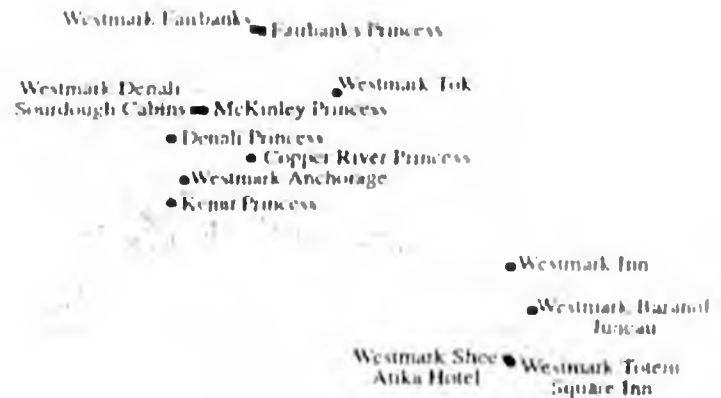 Westmark Fairbanks
Fairbanks Princess
Westmark Denali
Sourdough Cabins
Westmark Tok
McKinley Princess
Denali Princess
Copper River Princess
Westmark Anchorage
Kenai Princess
Westmark Inn
Westmark Baranof
Juneau
Westmark Shee
Atika Hotel
Westmark Totem
Square Inn